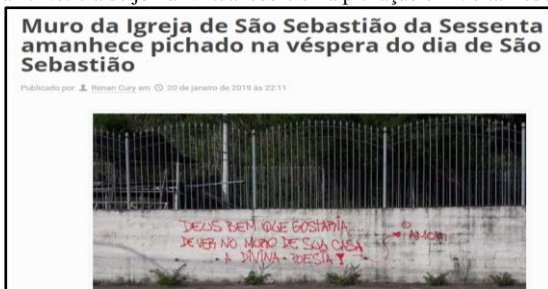 Muro da Igreja de São Sebastião da Sessenta
amanhece pichado na véspera do dia de São
Sebastião
Publicado por Renan Cury em 20 de janeiro de 2019 às 22:11
DEUS BEM QUE GOSTARIA
DE VER NO MURO DE SUA CASA
A DIVINA POESIA!
O
AMOR!